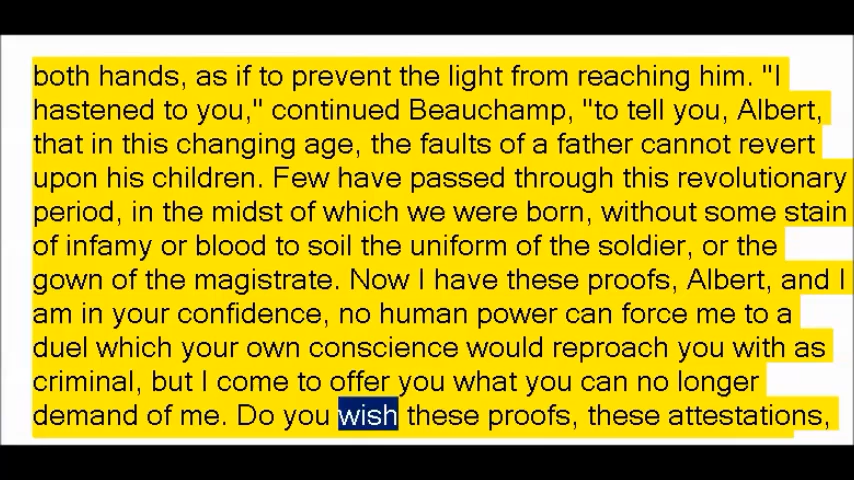 both hands, as if to prevent the light from reaching him. "I
hastened to you," continued Beauchamp, "to tell you, Albert,
that in this changing age, the faults of a father cannot revert
upon his children. Few have passed through this revolutionary
period, in the midst of which we were born, without some stain
of infamy or blood to soil the uniform of the soldier, or the
gown of the magistrate. Now I have these proofs, Albert, and I
am in your confidence, no human power can force me to a
duel which your own conscience would reproach you with as
criminal, but I come to offer you what you can no longer
demand of me. Do you wish these proofs, these attestations,